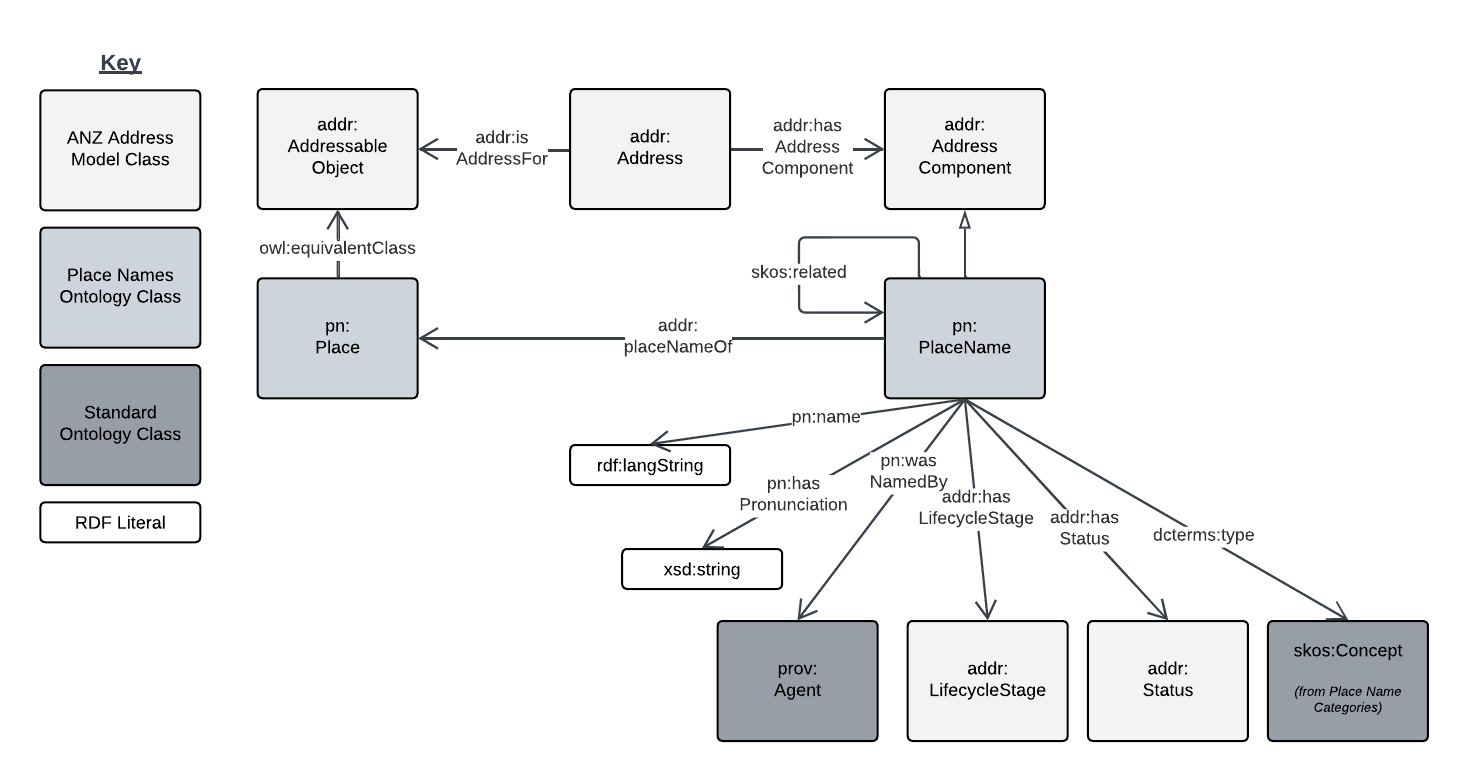 Key
ANZ Address
Model Class
Place Names
Ontology Class
Standard
Ontology Class
RDF Literal
addr:
Addressable
Object
addr:is
AddressFor
addr:
Address
addr:has
Address
Component
addr:
Address
Component
owl:equivalentClass
skos:related
pn:
Place
addr:
placeNameOf
pn:
PlaceName
pn:name
rdf:langString
pn:has
Pronunciation
xsd:string
pn:was
NamedBy
addr:has
LifecycleStage
addr:has
Status
dcterms:type
prov:
Agent
addr:
LifecycleStage
addr:
Status
skos:Concept
(from Place Name
Categories)